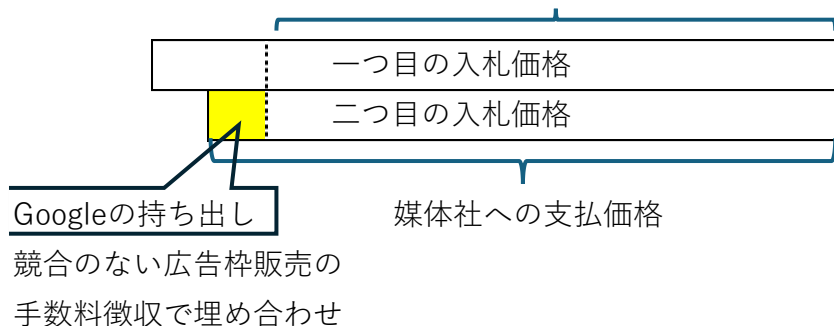 一つ目の入札価格
二つ目の入札価格
Googleの持ち出し
媒体社への支払価格
競合のない広告枠販売の
手数料徴収で埋め合わせ